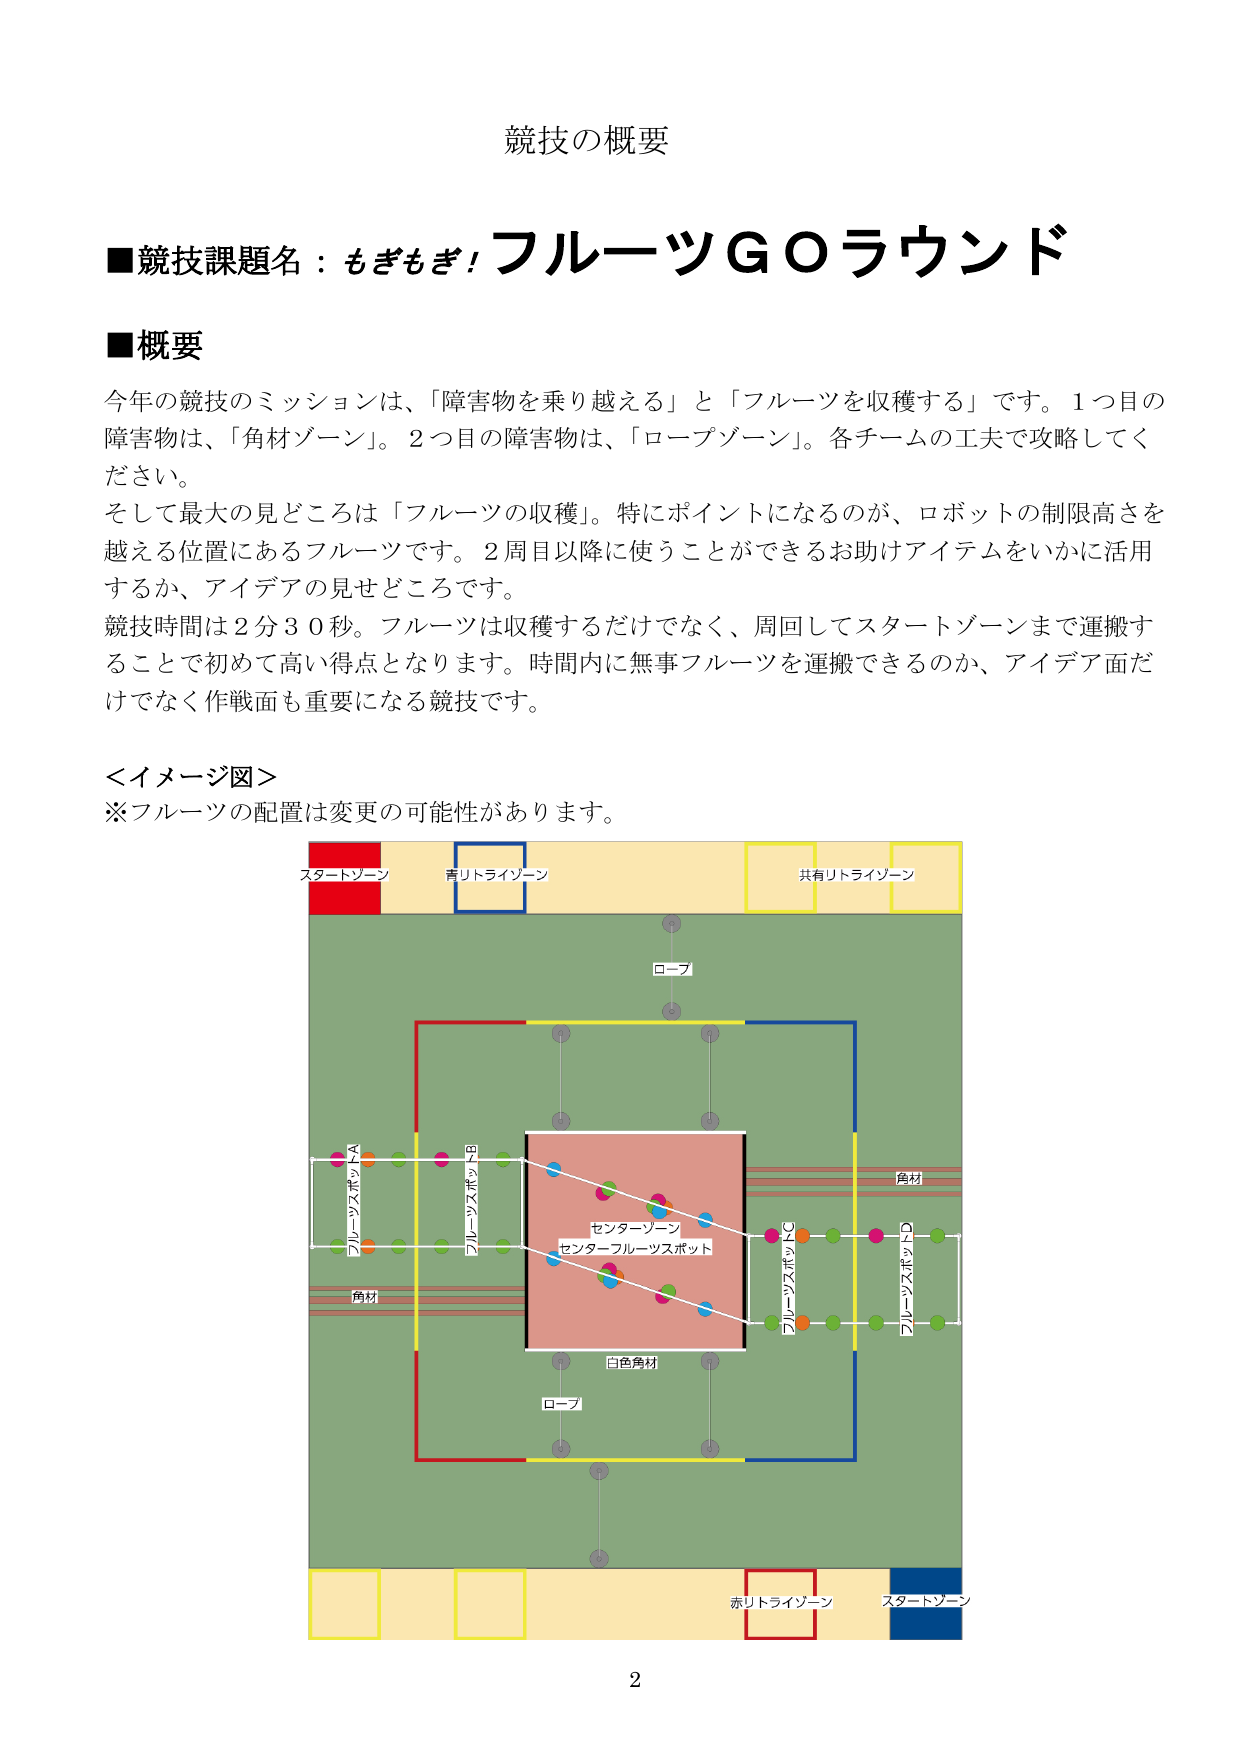 競技の概要
■競技課題名：もぎもぎ！フルーツＧＯラウンド
■概要
今年の競技のミッションは、「障害物を乗り越える」と「フルーツを収穫する」です。１つ目の
障害物は、「角材ゾーン」。２つ目の障害物は、「ロープゾーン」。各チームの工夫で攻略してく
ださい。
そして最大の見どころは「フルーツの収穫」。特にポイントになるのが、ロボットの制限高さを
越える位置にあるフルーツです。２周目以降に使うことができるお助けアイテムをいかに活用
するか、アイデアの見せどころです。
競技時間は２分３０秒。フルーツは収穫するだけでなく、周回してスタートゾーンまで運搬す
ることで初めて高い得点となります。時間内に無事フルーツを運搬できるのか、アイデア面だ
けでなく作戦面も重要になる競技です。
＜イメージ図＞
※フルーツの配置は変更の可能性があります。
スタートゾーン
青リトライゾーン
共有リトライゾーン
ロープ
フルーツスポットA
フルーツスポットB
角材
センターゾーン
センターフルーツスポット
フルーツスポットC
フルーツスポットD
角材
白色角材
ロープ
赤リトライゾーン
スタートゾーン
2